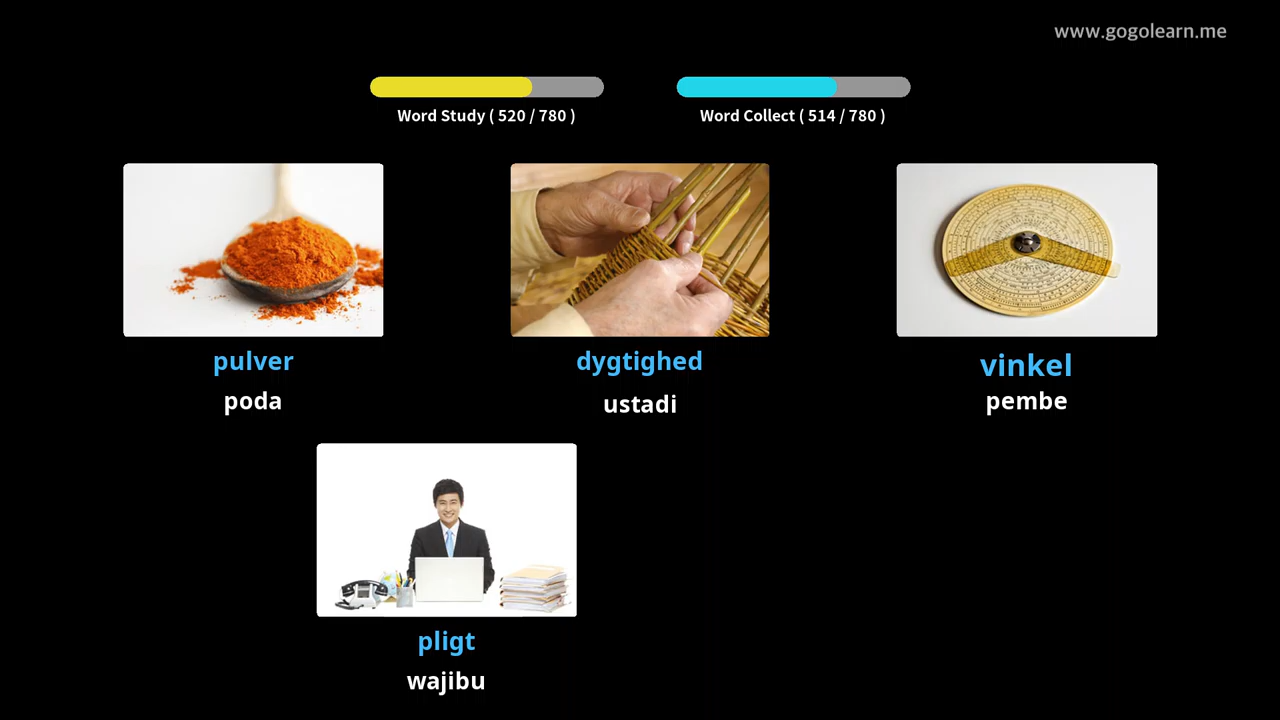 www.gogolearn.me
Word Study ( 520 / 780 )
Word Collect ( 514 / 780 )
pulver
poda
dygtighed
ustadi
vinkel
pembe
pligt
wajibu